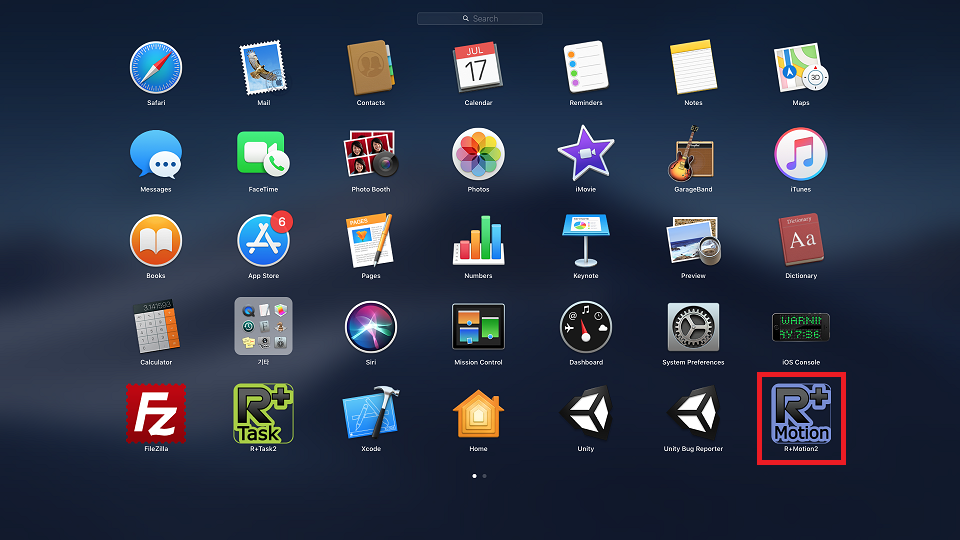 Search
JUL
17
3D
Safari
Mail
Contacts
Calendar
Reminders
Notes
Maps
Messages
FaceTime
Photo Booth
Photos
iMovie
GarageBand
iTunes
6
PAGES
Dictionary
Aa
Books
App Store
Pages
Numbers
Keynote
Preview
Dictionary
3.141593
WARNIN
AY 7:36
Calculator
기타
Siri
Mission Control
Dashboard
System Preferences
iOS Console
Fz
R+
Task
R+
Motion
FileZilla
R+Task2
Xcode
Home
Unity
Unity Bug Reporter
R+Motion2